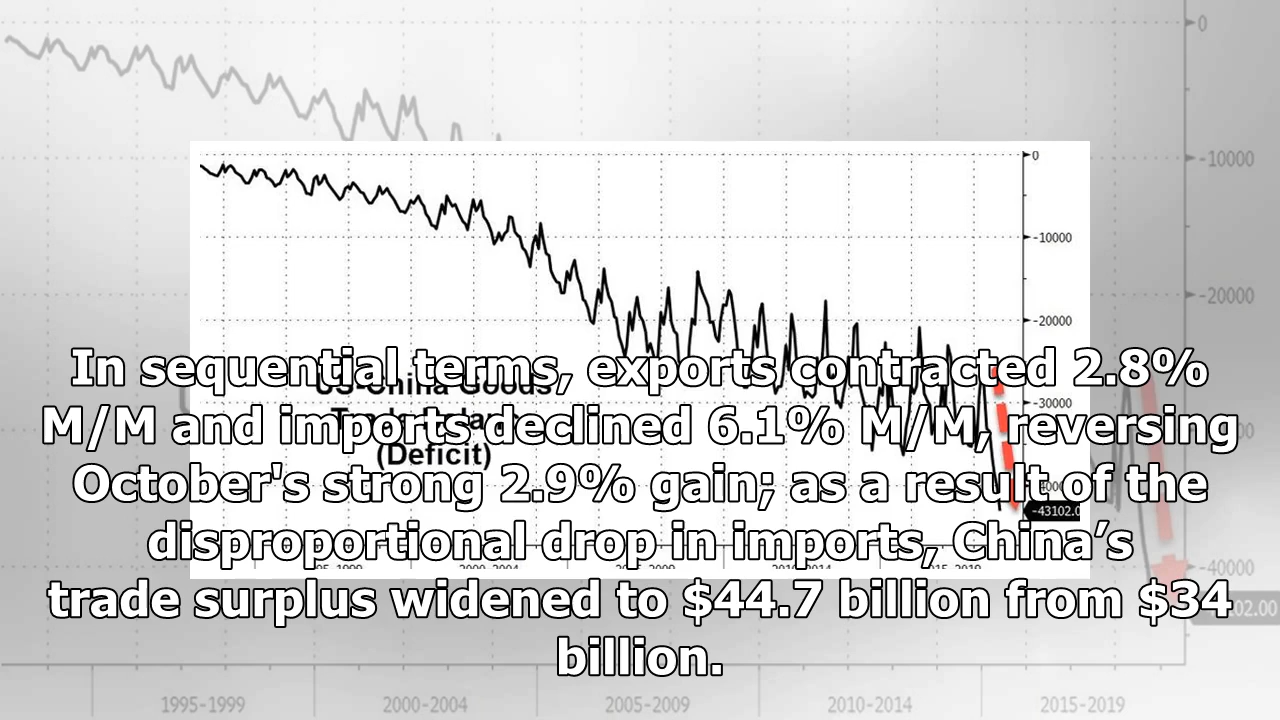 0
-10000
-20000
-30000
-43102.0
In sequential terms, exports contracted 2.8%
M/M and imports declined 6.1% M/M, reversing
October's strong 2.9% gain; as a result of the
disproportional drop in imports, China’s
trade surplus widened to $44.7 billion from $34
billion.
US-China Goods
(Deficit)
0
-10000
-20000
-40000
1995-1999
2000-2004
2005-2009
2010-2014
2015-2019